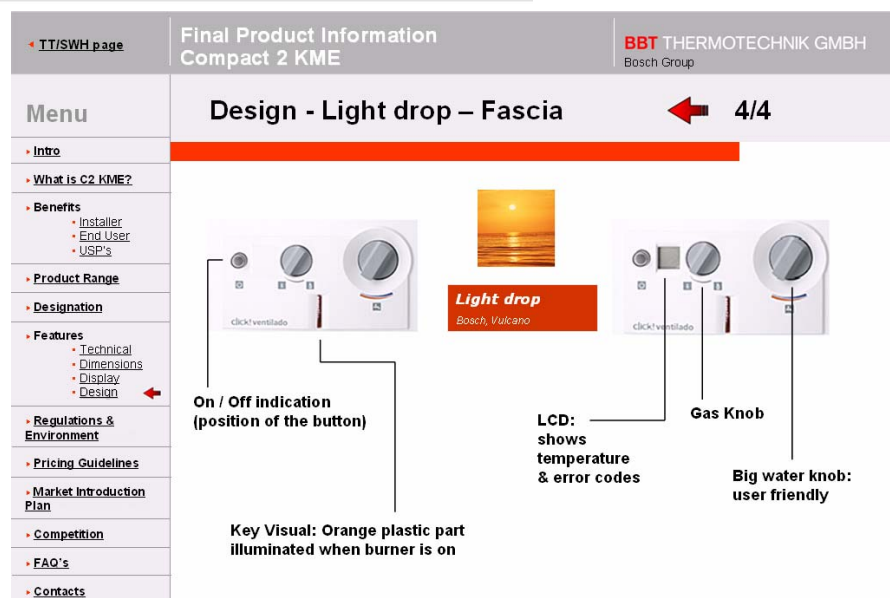 TT/SWH page
Final Product Information
Compact 2 KME
BBT THERMOTECHNIK GMBH
Bosch Group
Menu
Design - Light drop – Fascia
4/4
Intro
What is C2 KME?
Benefits
Installer
End User
USP's
Product Range
Designation
Features
Technical
Dimensions
Display
Design
Regulations &
Environment
Pricing Guidelines
Market Introduction
Plan
Competition
FAQ's
Contacts
click! ventilado
Light drop
Bosch, Vulcano
click! ventilado
On / Off indication
(position of the button)
Key Visual: Orange plastic part
illuminated when burner is on
LCD:
shows
temperature
& error codes
Gas Knob
Big water knob:
user friendly